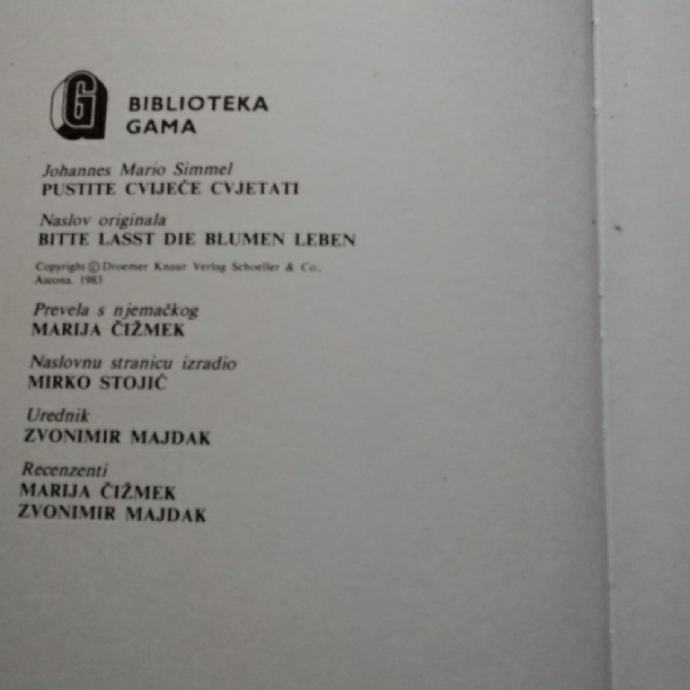 G
BIBLIOTEKA
GAMA
Johannes Mario Simmel
PUSTITE CVIJEĆE CVJETATI
Naslov originala
BITTE LASST DIE BLUMEN LEBEN
Copyright © Droemer Knaur Verlag Schoeller & Co.,
Ascona, 1983
Prevela s njemačkog
MARIJA ČIŽMEK
Naslovnu stranicu izradio
MIRKO STOJIĆ
Urednik
ZVONIMIR MAJDAK
Recenzenti
MARIJA ČIŽMEK
ZVONIMIR MAJDAK